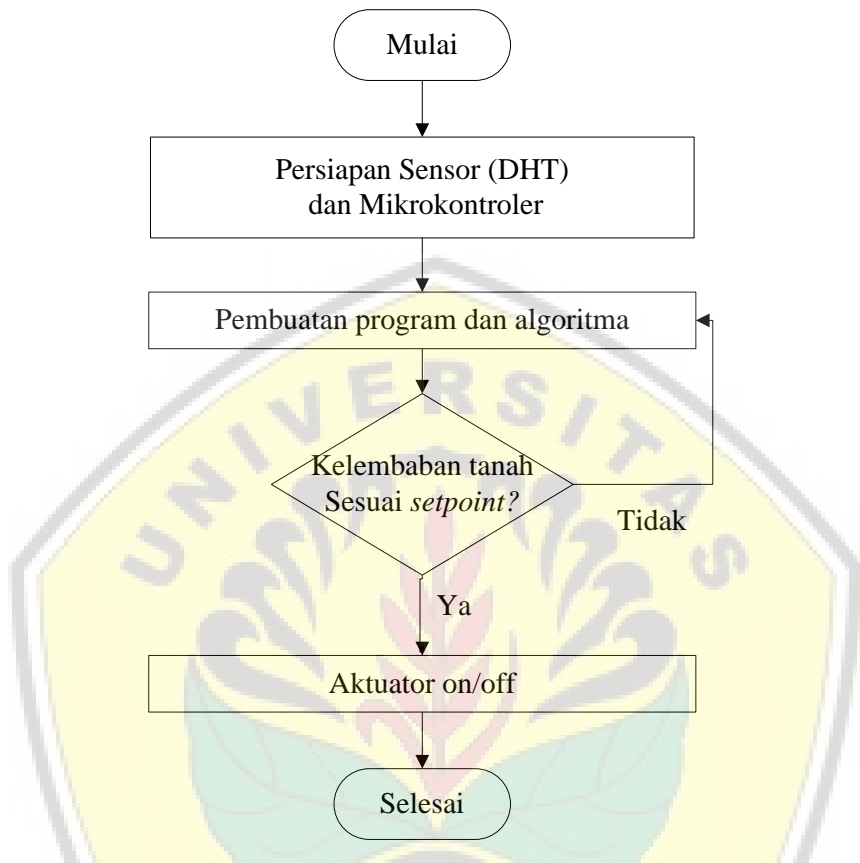 Mulai
Persiapan Sensor (DHT)
dan Mikrokontroler
Pembuatan program dan algoritma
UNIVERSITAS
Kelembaban tanah
Sesuai setpoint?
Tidak
Ya
Aktuator on/off
Selesai